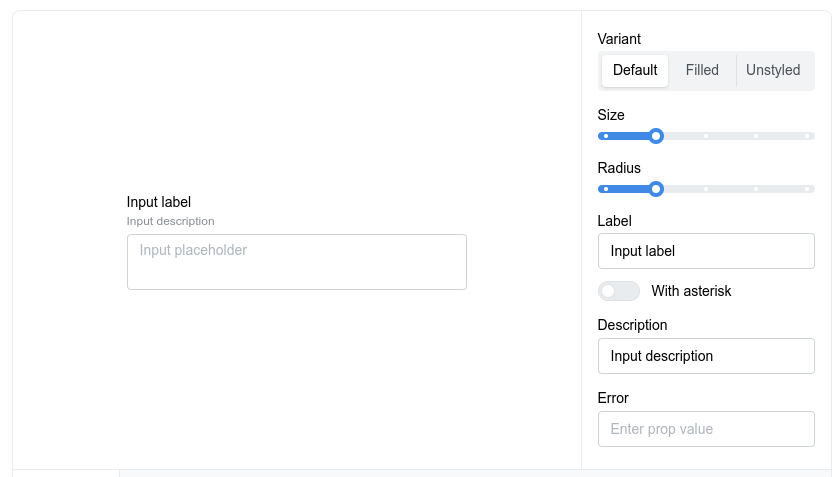 Input label
Input description
Input placeholder
Variant
Default Filled Unstyled
Size
Radius
Label
Input label
With asterisk
Description
Input description
Error
Enter prop value